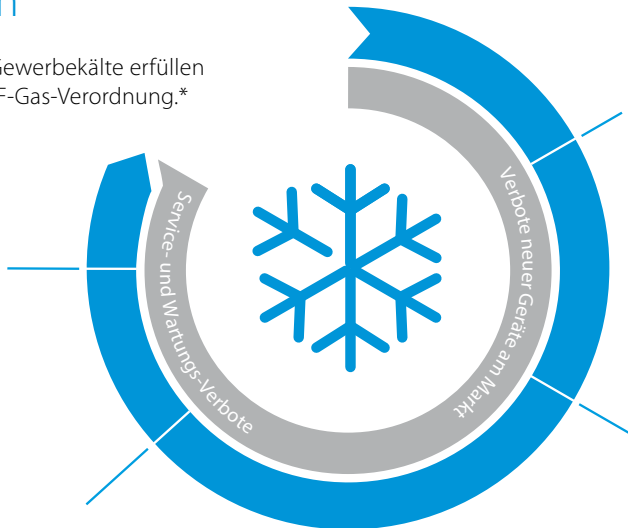 Gewerbekälte erfüllen
F-Gas-Verordnung.*
Verbote neuer Geräte am Markt
Service- und Wartungs-Verbote